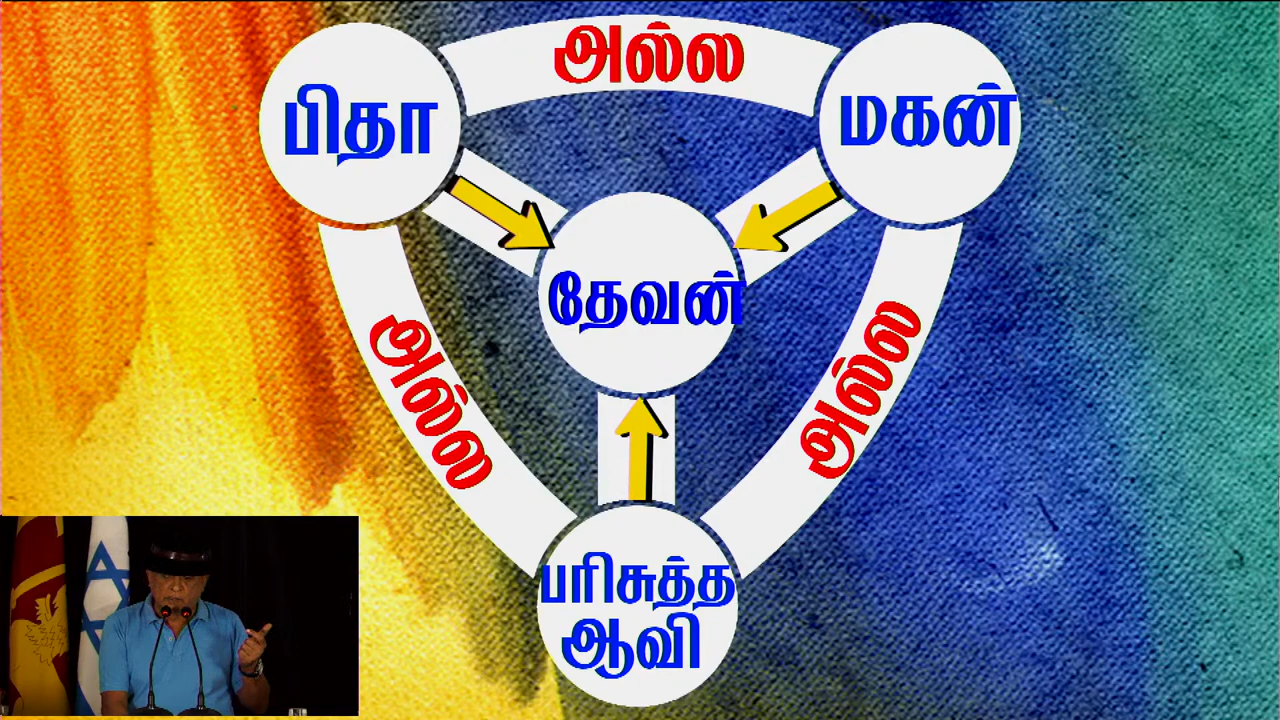 அல்ல
பிதா
மகன்
தேவன்
அல்ல
அல்ல
பரிசுத்த
ஆவி